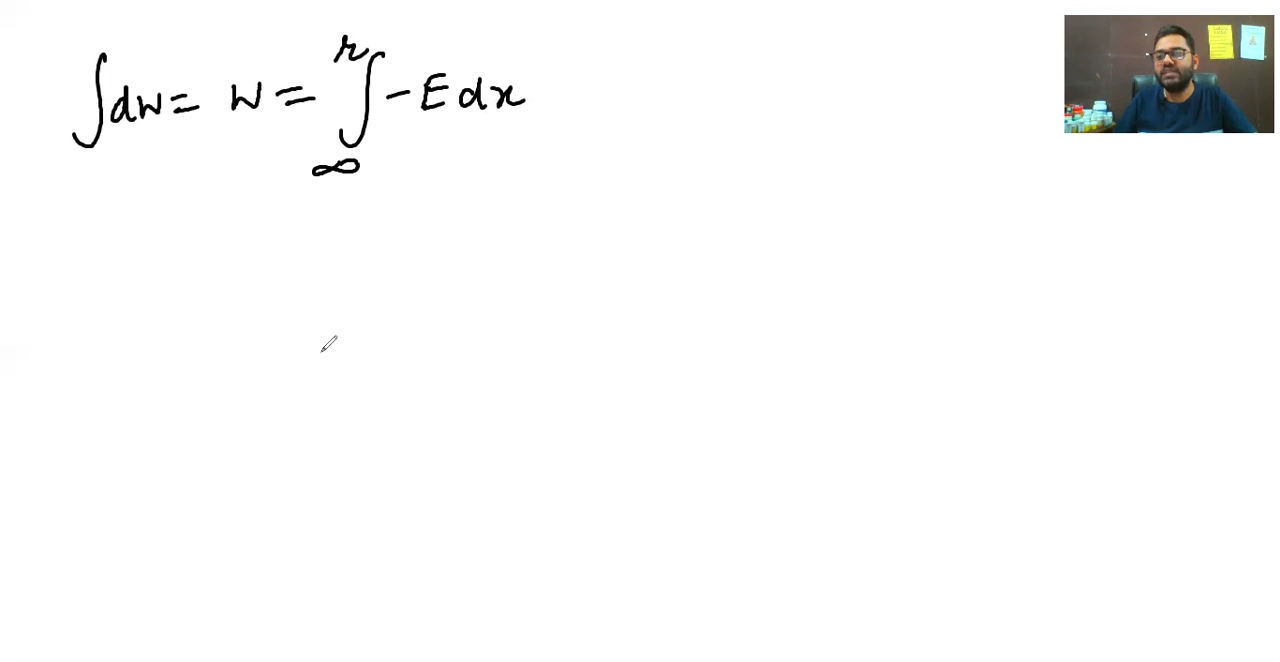 ∫dW = W = ∫_∞^r -E dx